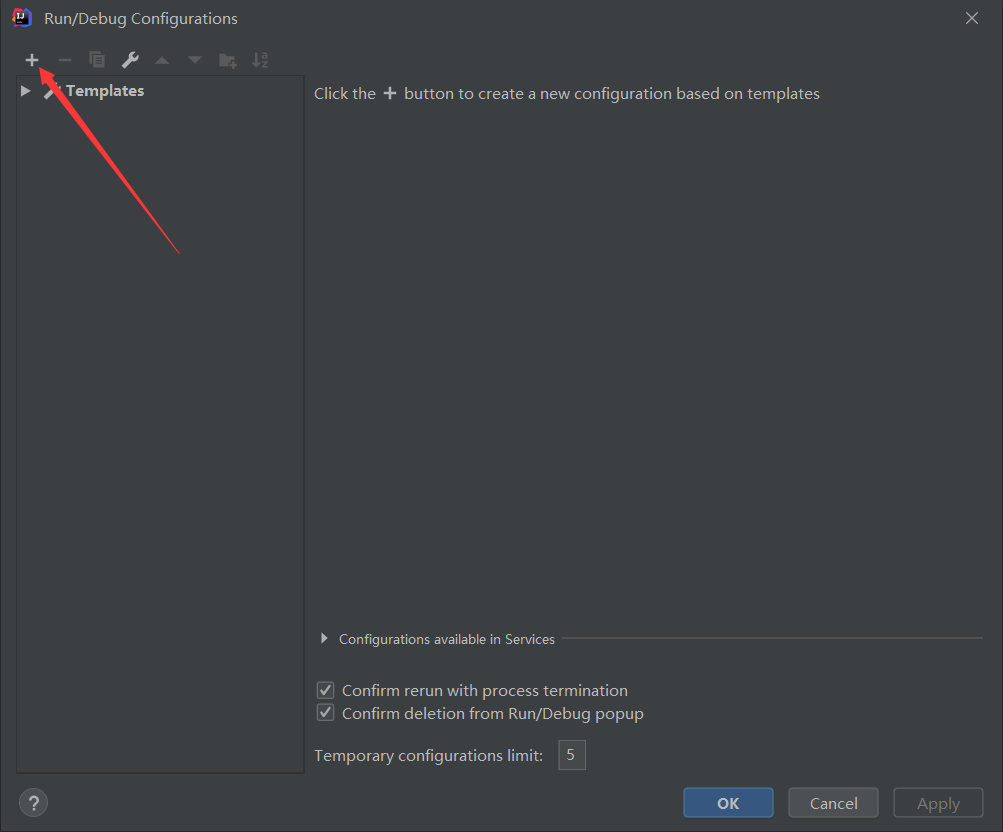 Run/Debug Configurations
Templates
Click the + button to create a new configuration based on templates
Configurations available in Services
Confirm rerun with process termination
Confirm deletion from Run/Debug popup
Temporary configurations limit: 5
? OK Cancel Apply